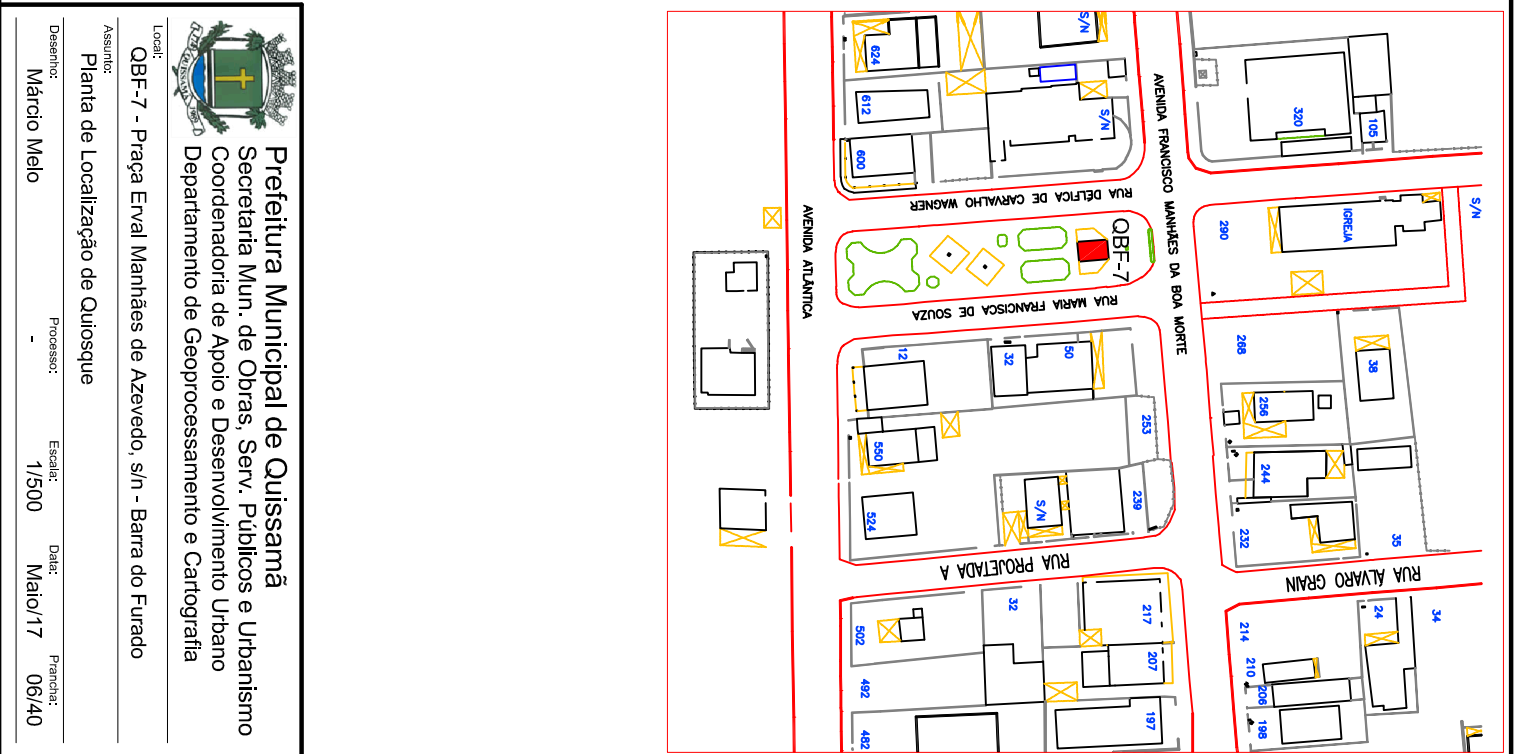 Prefeitura Municipal de Quissamã
Secretaria Mun. de Obras, Serv. Públicos e Urbanismo
Coordenadoria de Apoio e Desenvolvimento Urbano
Departamento de Geoprocessamento e Cartografia
Local:
QBF-7 - Praça Erval Manhães de Azevedo, s/n - Barra do Furado
Assunto:
Planta de Localização de Quiosque
Desenho:
Márcio Melo
Processo:
-
Escala:
1/500
Data:
Maio/17
Prancha:
06/40
S/N
624
612
600
S/N
AVENIDA FRANCISCO MANHÃES DA BOA MORTE
320
105
RUA DÉLFICA DE CARVALHO WAGNER
AVENIDA ATLÂNTICA
QBF-7
RUA MARIA FRANCISCA DE SOUZA
S/N
IGREJA
290
268
38
256
244
232
35
12
32
50
253
550
524
S/N
239
1
RUA PROJETADA A
RUA ALVARO GRAIN
502
492
482
32
217
207
197
34
24
214
210
206
198